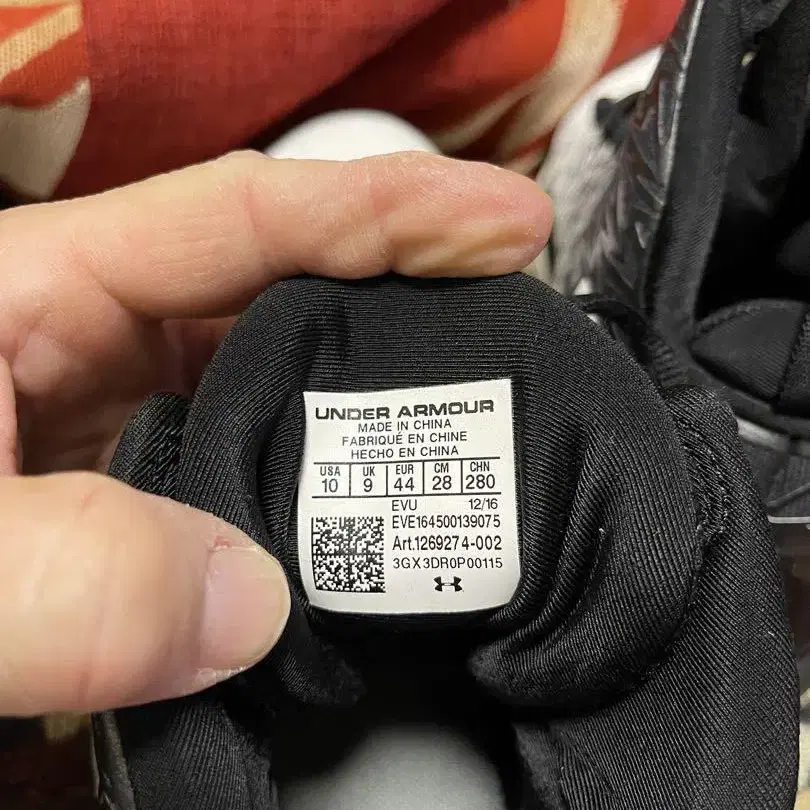 UNDER ARMOUR
MADE IN CHINA
FABRIQUÉ EN CHINE
HECHO EN CHINA
USA UK EUR CM CHN
10 9 44 28 280
EVU 12/16
EVE164500139075
Art.1269274-002
3GX3DR0P00115